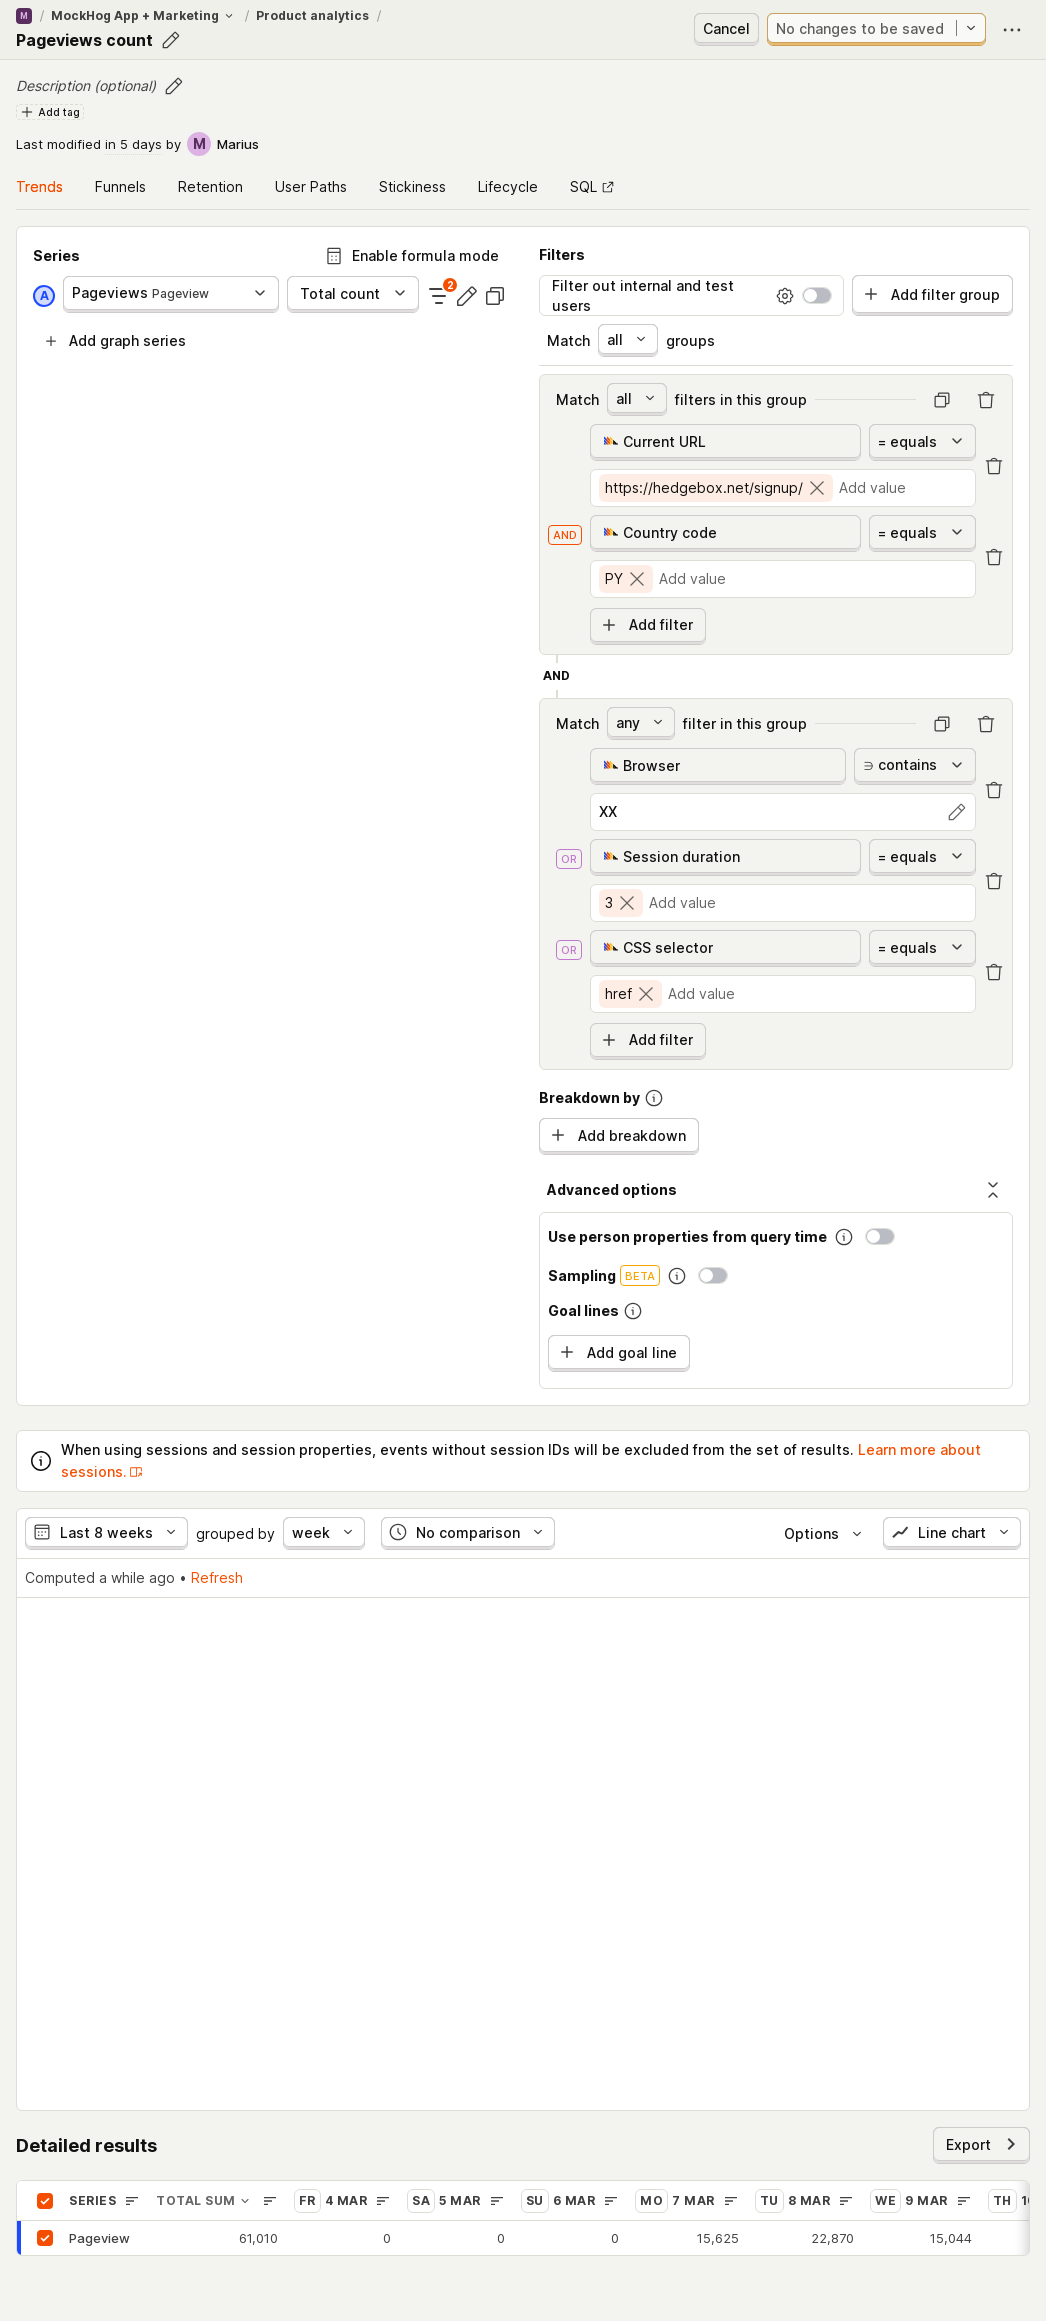 M / MockHog App + Marketing / Product analytics /
Pageviews count
Cancel
No changes to be saved
Description (optional)
Add tag
Last modified in 5 days by M Marius
Trends Funnels Retention User Paths Stickiness Lifecycle SQL
Series
Enable formula mode
A Pageviews Pageview Total count 2
Add graph series
Filters
Filter out internal and test users
Add filter group
Match all groups
Match all filters in this group
Current URL = equals
https://hedgebox.net/signup/ Add value
AND Country code = equals
PY Add value
Add filter
AND
Match any filter in this group
Browser ∋ contains
XX
OR Session duration = equals
3 Add value
OR CSS selector = equals
href Add value
Add filter
Breakdown by
Add breakdown
Advanced options
Use person properties from query time
Sampling BETA
Goal lines
Add goal line
When using sessions and session properties, events without session IDs will be excluded from the set of results. Learn more about
sessions.
Last 8 weeks grouped by week No comparison Options Line chart
Computed a while ago • Refresh
Detailed results
Export
SERIES TOTAL SUM FR 4 MAR SA 5 MAR SU 6 MAR MO 7 MAR TU 8 MAR WE 9 MAR TH
Pageview 61,010 0 0 0 15,625 22,870 15,044